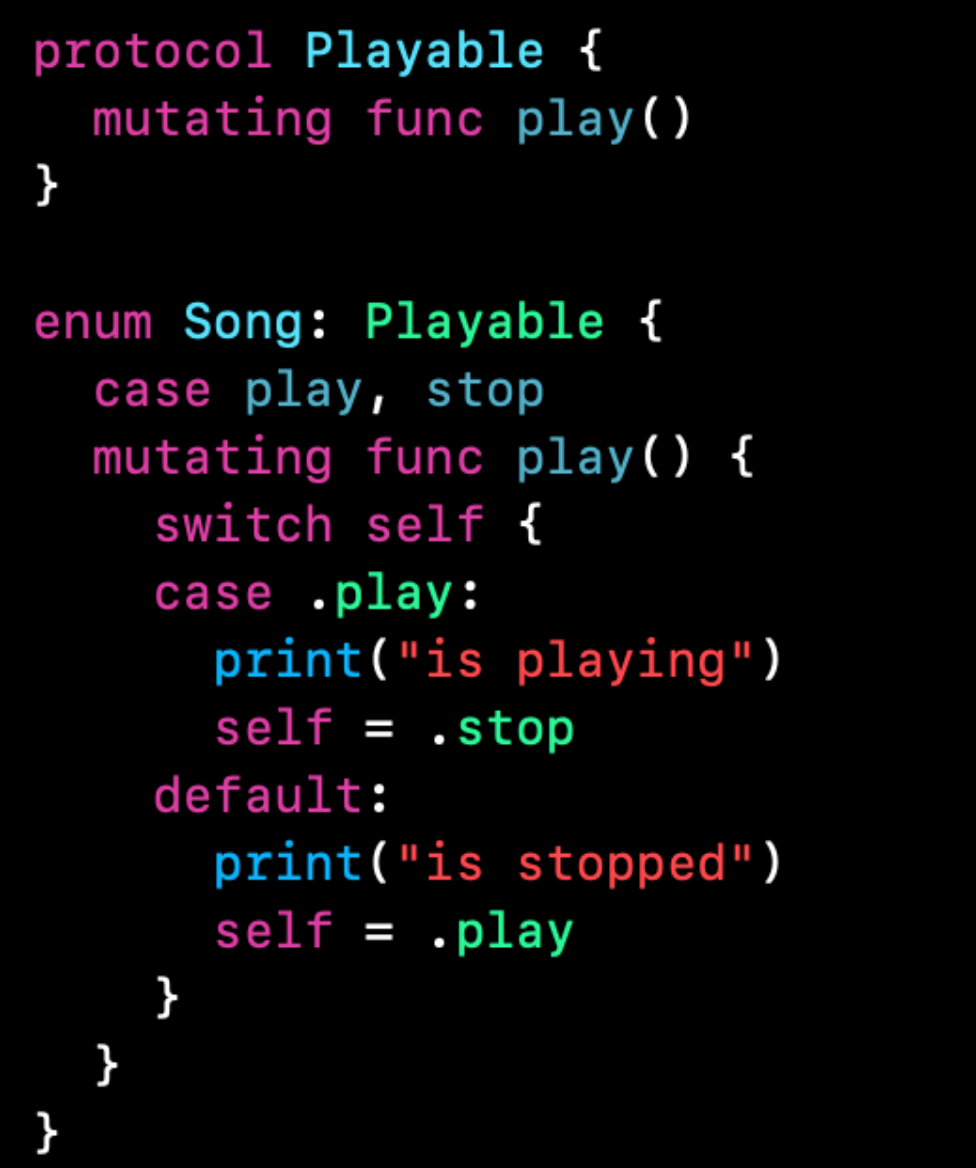 protocol Playable {
  mutating func play()
}

enum Song: Playable {
  case play, stop
  mutating func play() {
    switch self {
    case .play:
      print("is playing")
      self = .stop
    default:
      print("is stopped")
      self = .play
    }
  }
}